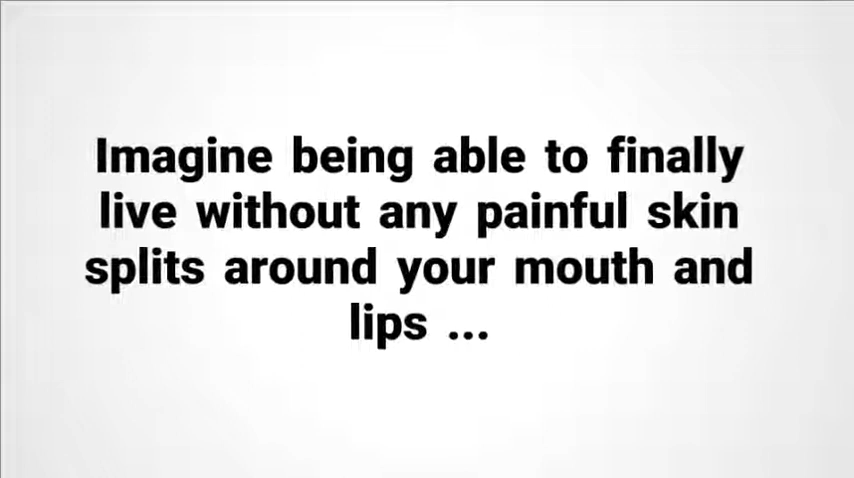 Imagine being able to finally
live without any painful skin
splits around your mouth and
lips ...